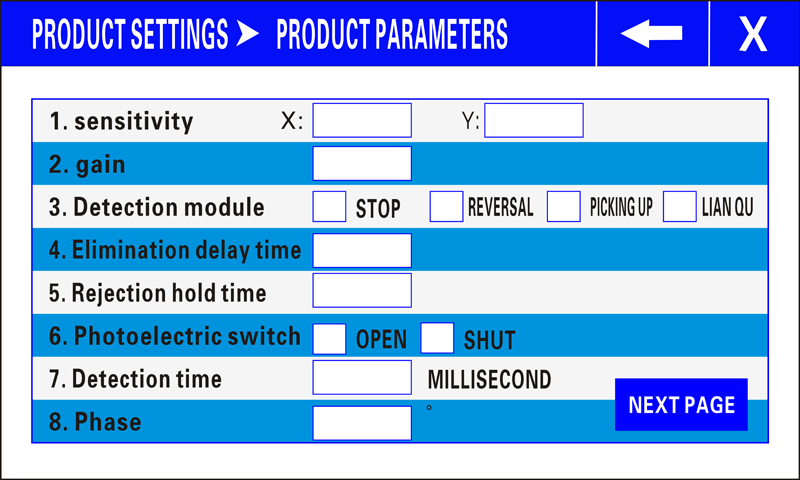 PRODUCT SETTINGS ➤ PRODUCT PARAMETERS X
1. sensitivity X: Y:
2. gain
3. Detection module STOP REVERSAL PICKING UP LIAN QU
4. Elimination delay time
5. Rejection hold time
6. Photoelectric switch OPEN SHUT
7. Detection time MILLISECOND
8. Phase °
NEXT PAGE